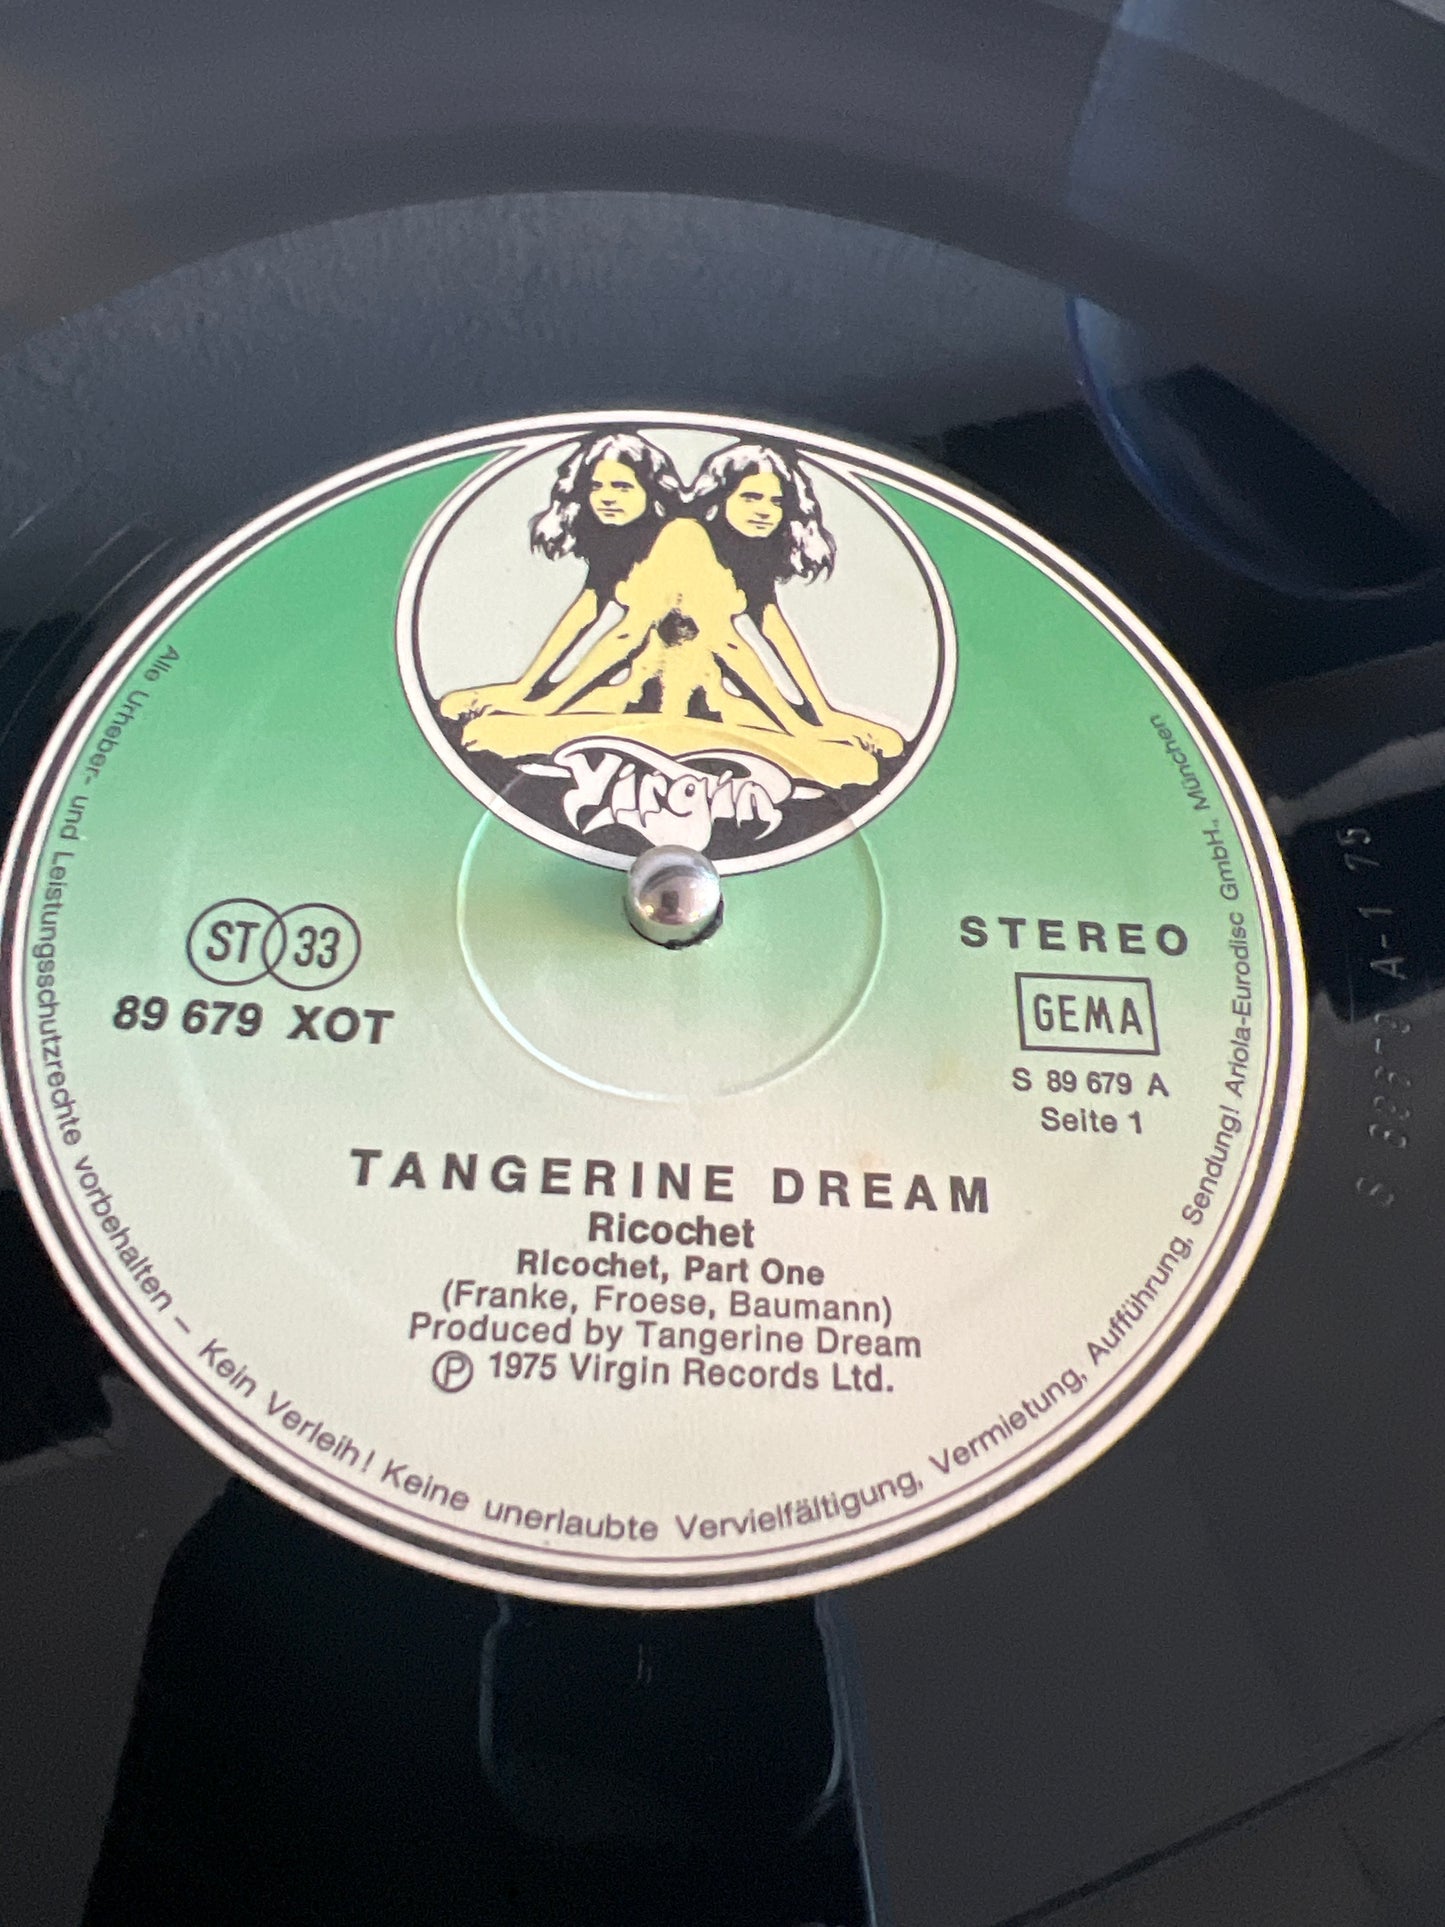 Virgin
ST 33
89 679 XOT
STEREO
GEMA
S 89 679 A
Seite 1
TANGERINE DREAM
Ricochet
Ricochet, Part One
(Franke, Froese, Baumann)
Produced by Tangerine Dream
Ⓟ 1975 Virgin Records Ltd.
Alle Urheber- und Leistungsschutzrechte vorbehalten – Kein Verleih! Keine unerlaubte Vervielfältigung, Vermietung, Aufführung, Sendung! Ariola-Eurodisc GmbH., München
A-1 75